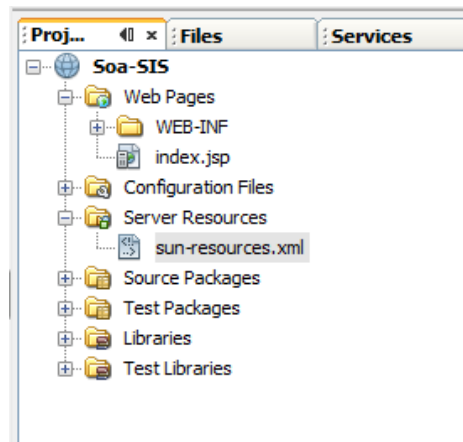 Proj... Files Services
Soa-SIS
Web Pages
WEB-INF
index.jsp
Configuration Files
Server Resources
sun-resources.xml
Source Packages
Test Packages
Libraries
Test Libraries